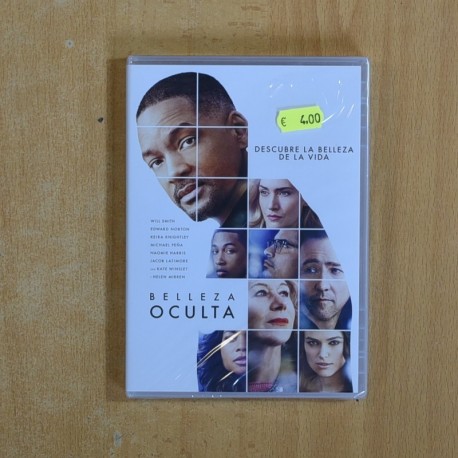 € 4.00
DESCUBRE LA BELLEZA
DE LA VIDA
WILL SMITH
EDWARD NORTON
KEIRA KNIGHTLEY
MICHAEL PEÑA
NAOMIE HARRIS
JACOB LATIMORE
CON KATE WINSLET
Y HELEN MIRREN
BELLEZA
OCULTA